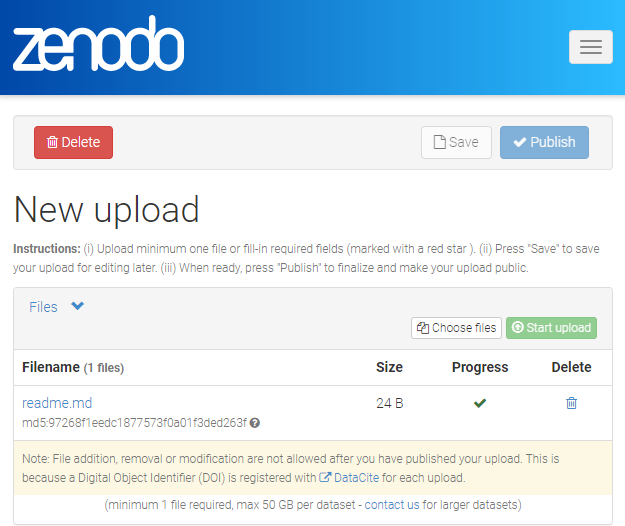 zenodo
Delete
Save
Publish
New upload
Instructions: (i) Upload minimum one file or fill-in required fields (marked with a red star ). (ii) Press "Save" to save
your upload for editing later. (iii) When ready, press "Publish" to finalize and make your upload public.
Files
Choose files
Start upload
Filename (1 files) Size Progress Delete
readme.md 24 B
md5:97268f1eedc1877573f0a01f3ded263f
Note: File addition, removal or modification are not allowed after you have published your upload. This is
because a Digital Object Identifier (DOI) is registered with DataCite for each upload.
(minimum 1 file required, max 50 GB per dataset - contact us for larger datasets)